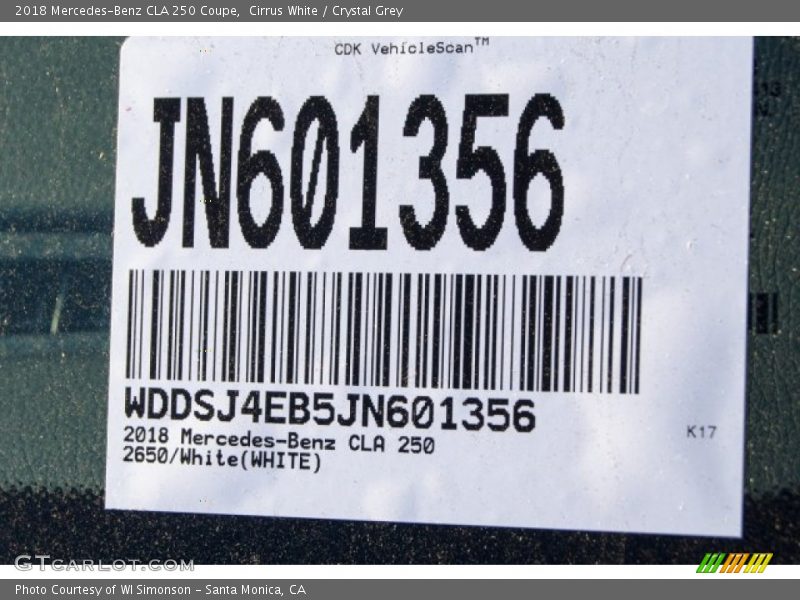 2018 Mercedes-Benz CLA 250 Coupe,  Cirrus White / Crystal Grey
CDK VehicleScan™
JN601356
WDDSJ4EB5JN601356
2018 Mercedes-Benz CLA 250
2650/White(WHITE)
K17
GTcarlot.com
Photo Courtesy of WI Simonson - Santa Monica, CA